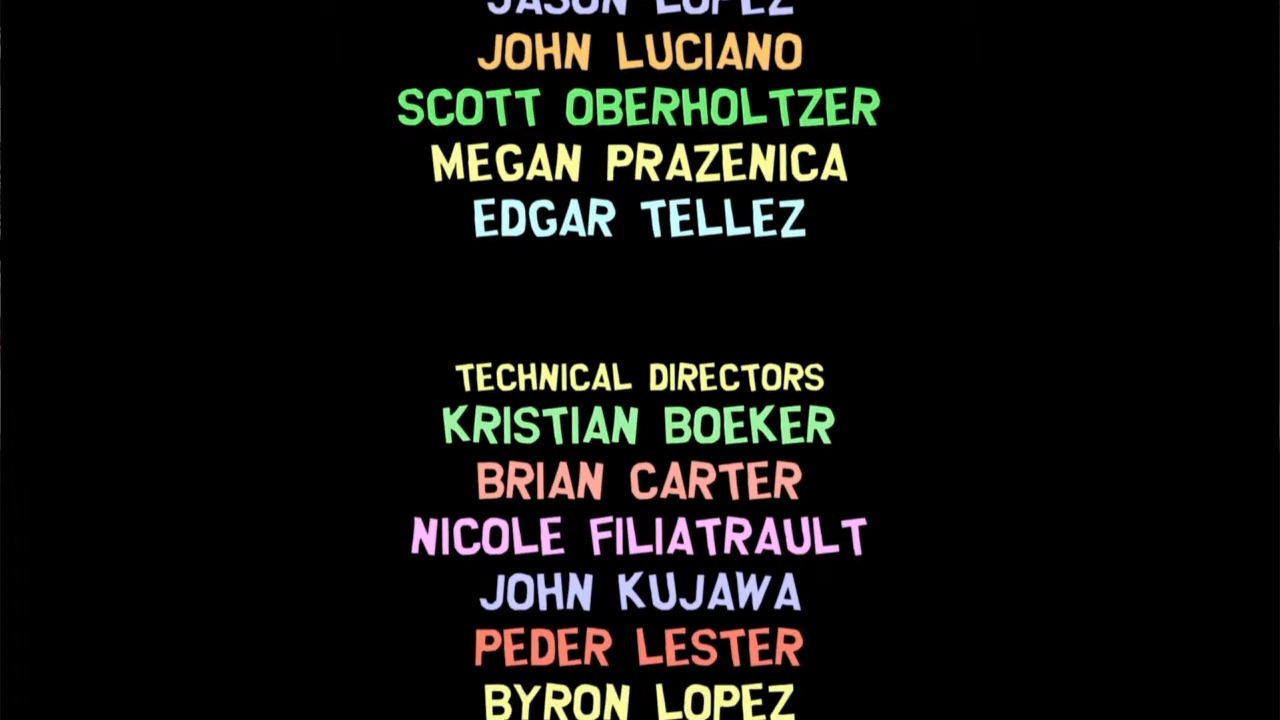 JASON LOPEZ
JOHN LUCIANO
SCOTT OBERHOLTZER
MEGAN PRAZENICA
EDGAR TELLEZ
TECHNICAL DIRECTORS
KRISTIAN BOEKER
BRIAN CARTER
NICOLE FILIATRAULT
JOHN KUJAWA
PEDER LESTER
BYRON LOPEZ